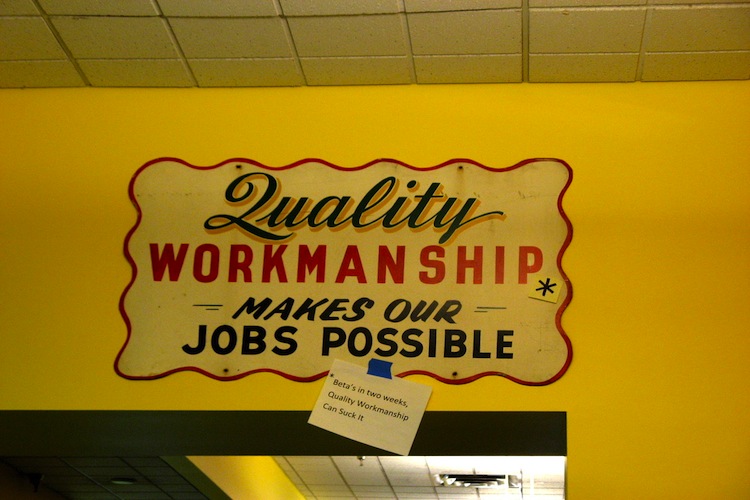 Quality
WORKMANSHIP*
MAKES OUR
JOBS POSSIBLE
Beta's in two weeks,
Quality Workmanship
Can Suck It